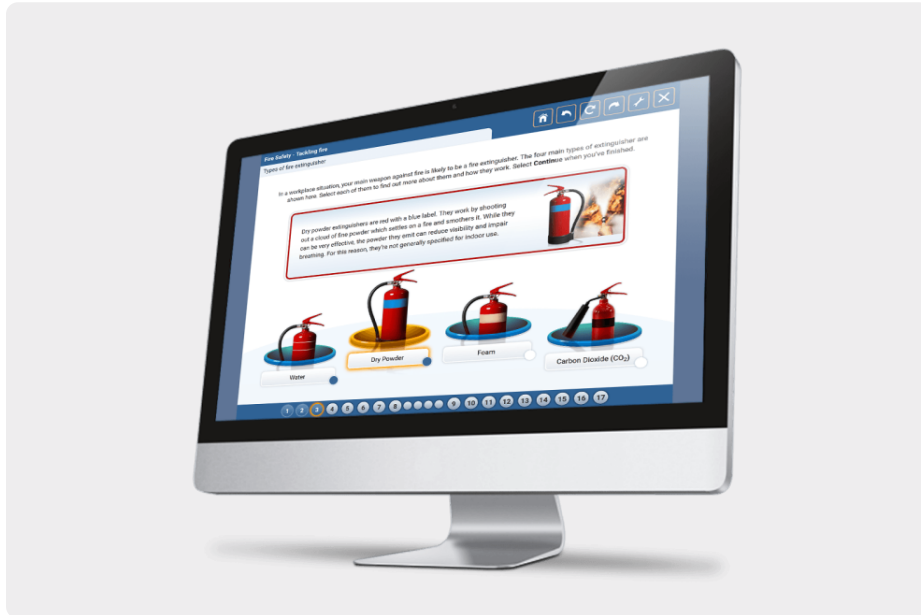 Fire Safety - Tackling fire
Types of fire extinguisher
In a workplace situation, your main weapon against fire is likely to be a fire extinguisher. The four main types of extinguisher are
shown here. Select each of them to find out more about them and how they work. Select Continue when you've finished.
Dry powder extinguishers are red with a blue label. They work by shooting
out a cloud of fine powder which settles on a fire and smothers it. While they
can be very effective, the powder they emit can reduce visibility and impair
breathing. For this reason, they're not generally specified for indoor use.
Water
Dry Powder
Foam
Carbon Dioxide (CO₂)
1 2 3 4 5 6 7 8 9 10 11 12 13 14 15 16 17